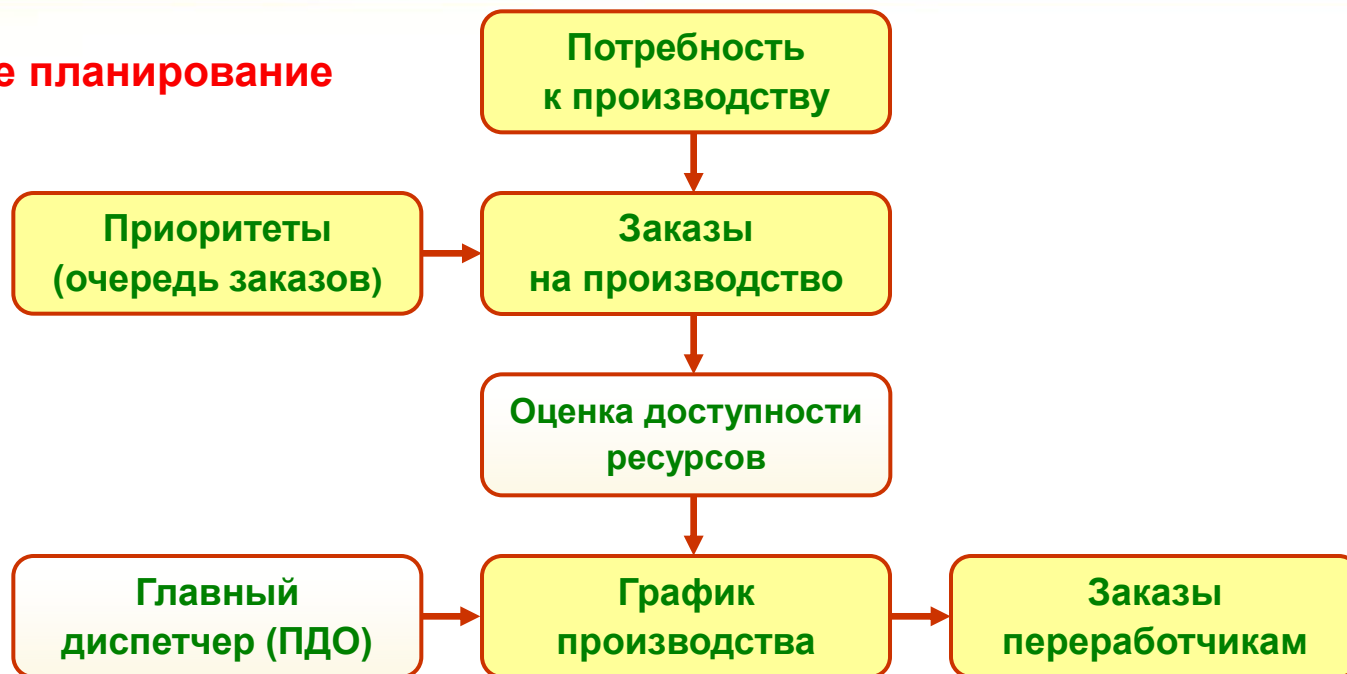 Потребность
к производству
е планирование
Приоритеты
(очередь заказов)
Заказы
на производство
Оценка доступности
ресурсов
Главный
диспетчер (ПДО)
График
производства
Заказы
переработчикам